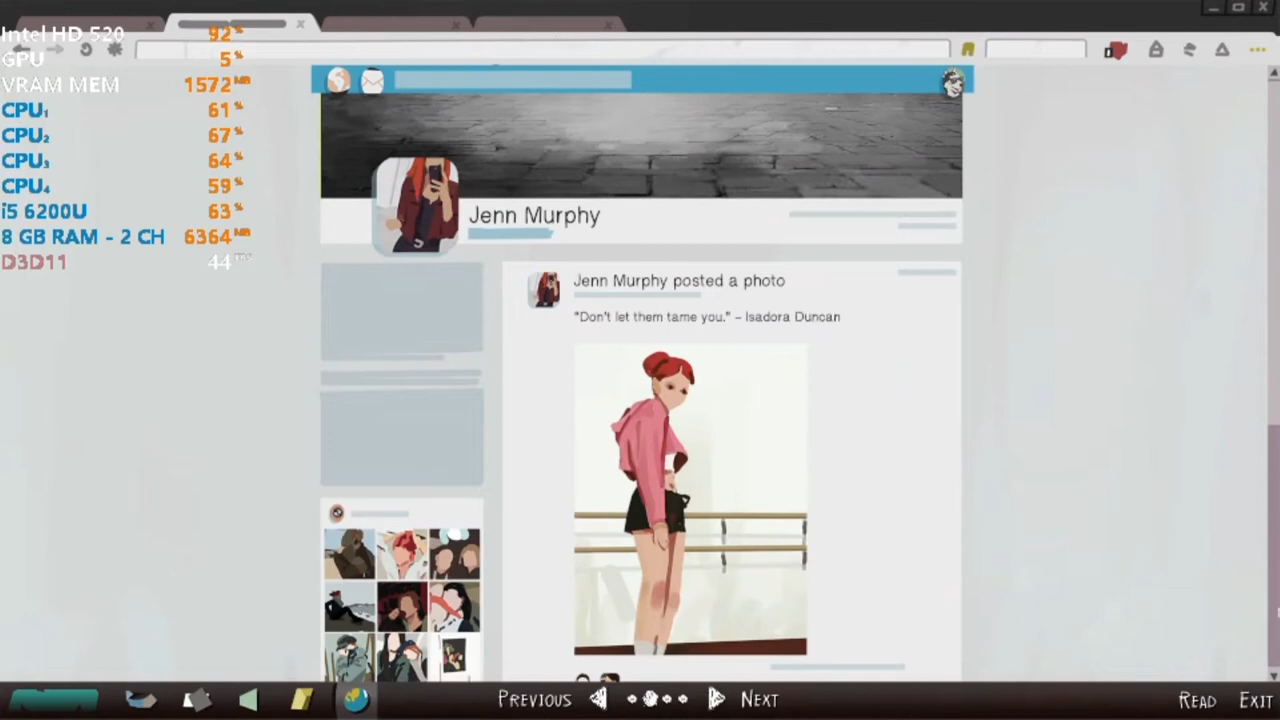 Intel HD 520 92%
GPU 5%
VRAM MEM 1572 MB
CPU1 61%
CPU2 67%
CPU3 64%
CPU4 59%
i5 6200U 63%
8 GB RAM - 2 CH 6364 MB
D3D11 44 FPS
Jenn Murphy
Jenn Murphy posted a photo
"Don't let them tame you." – Isadora Duncan
PREVIOUS
NEXT
READ
EXIT